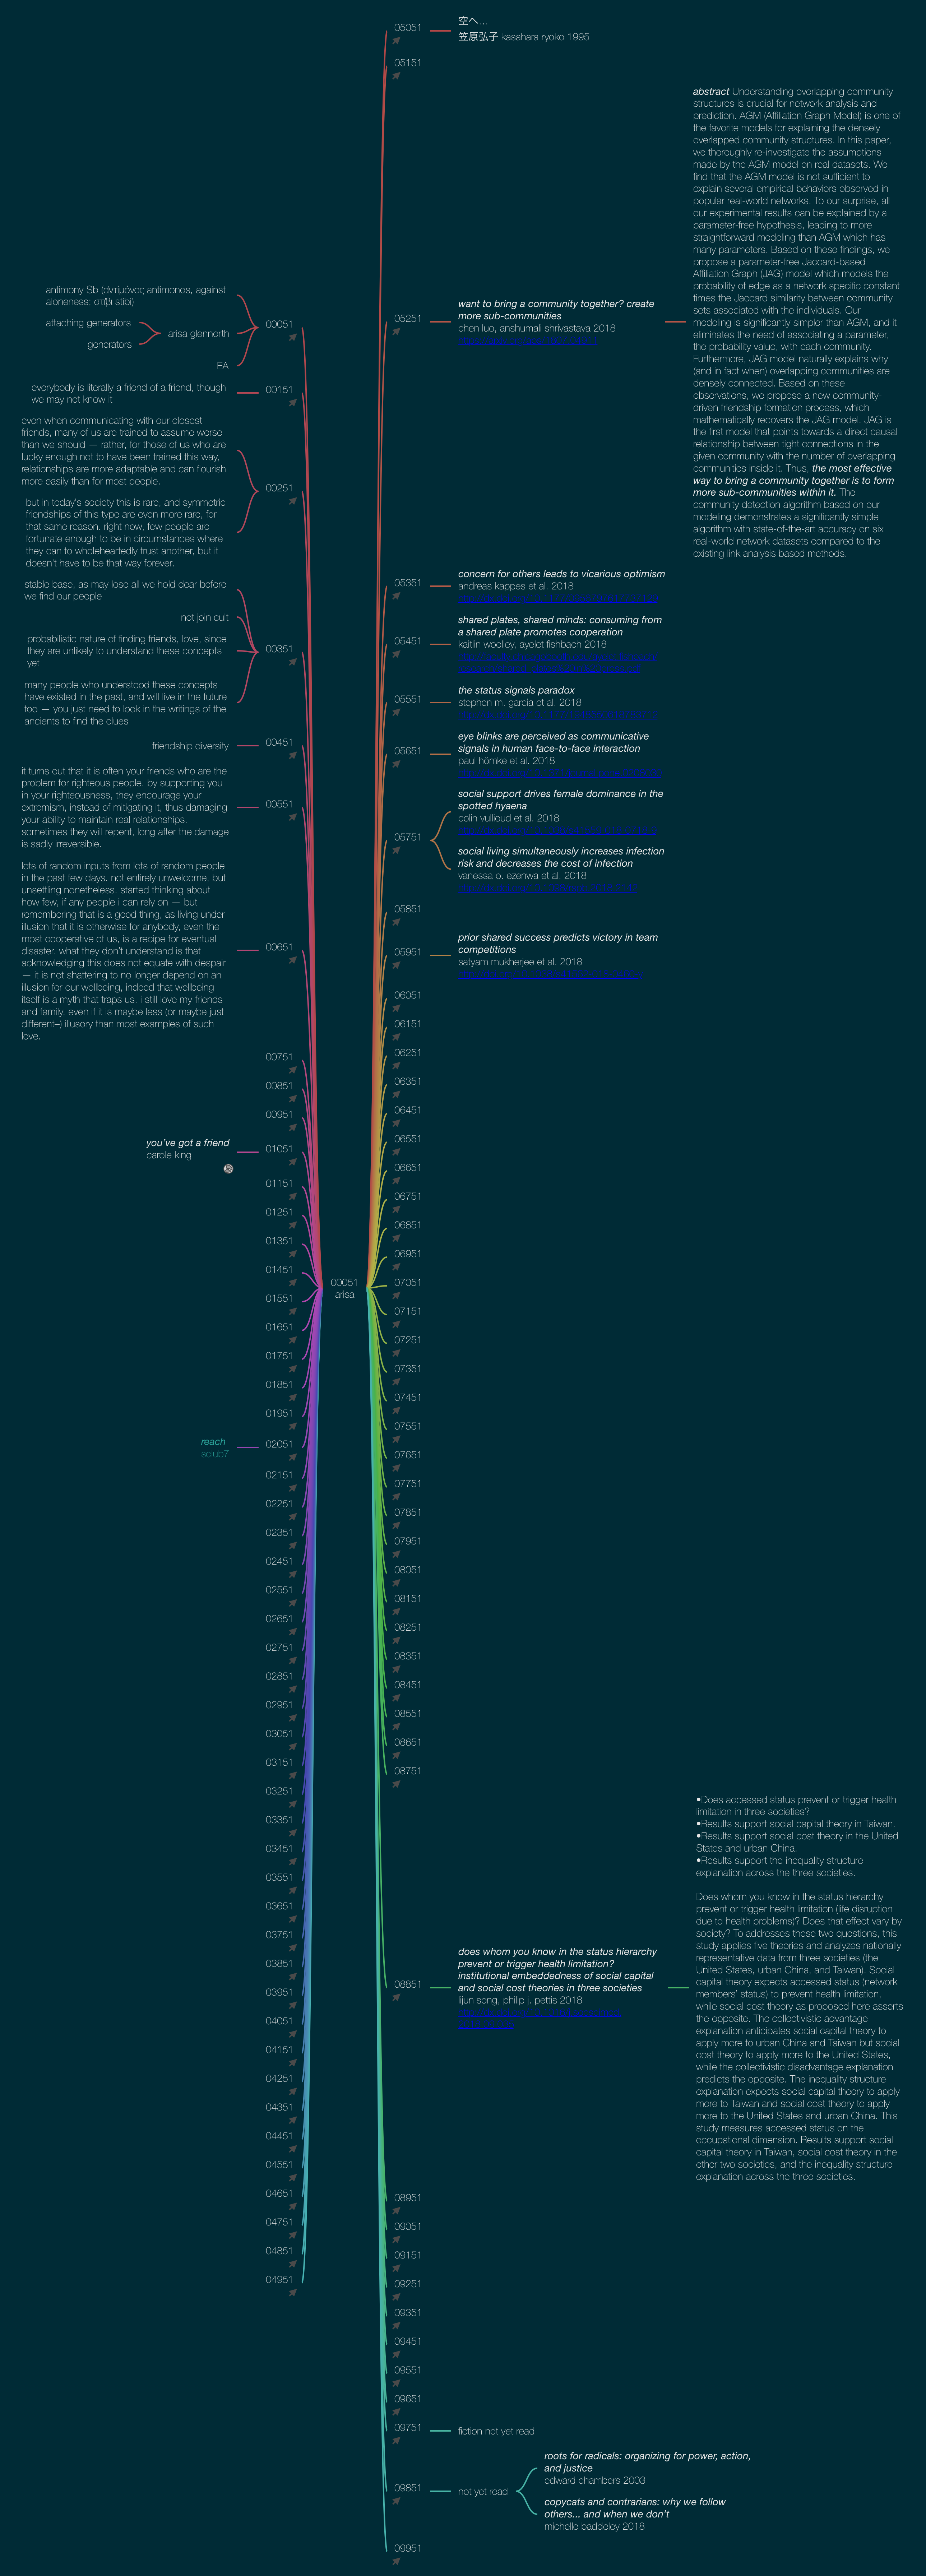 antimony Sb (ἀντίμόνος antimonos, against
aloneness; στίβι stibi)
attaching generators
generators
arisa glennorth
EA
00051
everybody is literally a friend of a friend, though
we may not know it
00151
even when communicating with our closest
friends, many of us are trained to assume worse
than we should — rather, for those of us who are
lucky enough not to have been trained this way,
relationships are more adaptable and can flourish
more easily than for most people.
but in today's society this is rare, and symmetric
friendships of this type are even more rare, for
that same reason. right now, few people are
fortunate enough to be in circumstances where
they can to wholeheartedly trust another, but it
doesn't have to be that way forever.
00251
stable base, as may lose all we hold dear before
we find our people
not join cult
probabilistic nature of finding friends, love, since
they are unlikely to understand these concepts
yet
many people who understood these concepts
have existed in the past, and will live in the future
too — you just need to look in the writings of the
ancients to find the clues
00351
friendship diversity
00451
it turns out that it is often your friends who are the
problem for righteous people. by supporting you
in your righteousness, they encourage your
extremism, instead of mitigating it, thus damaging
your ability to maintain real relationships.
sometimes they will repent, long after the damage
is sadly irreversible.
00551
lots of random inputs from lots of random people
in the past few days. not entirely unwelcome, but
unsettling nonetheless. started thinking about
how few, if any people i can rely on — but
remembering that is a good thing, as living under
illusion that it is otherwise for anybody, even the
most cooperative of us, is a recipe for eventual
disaster. what they don't understand is that
acknowledging this does not equate with despair
— it is not shattering to no longer depend on an
illusion for our wellbeing, indeed that wellbeing
itself is a myth that traps us. i still love my friends
and family, even if it is maybe less (or maybe just
different–) illusory than most examples of such
love.
00651
00751
00851
00951
you've got a friend
carole king
01051
01151
01251
01351
01451
01551
01651
01751
01851
01951
reach
sclub7
02051
02151
02251
02351
02451
02551
02651
02751
02851
02951
03051
03151
03251
03351
03451
03551
03651
03751
03851
03951
04051
04151
04251
04351
04451
04551
04651
04751
04851
04951
00051
arisa
05051
空へ…
笠原弘子 kasahara ryoko 1995
05151
05251
want to bring a community together? create
more sub-communities
chen luo, anshumali shrivastava 2018
abstract Understanding overlapping community
structures is crucial for network analysis and
prediction. AGM (Affiliation Graph Model) is one of
the favorite models for explaining the densely
overlapped community structures. In this paper,
we thoroughly re-investigate the assumptions
made by the AGM model on real datasets. We
find that the AGM model is not sufficient to
explain several empirical behaviors observed in
popular real-world networks. To our surprise, all
our experimental results can be explained by a
parameter-free hypothesis, leading to more
straightforward modeling than AGM which has
many parameters. Based on these findings, we
propose a parameter-free Jaccard-based
Affiliation Graph (JAG) model which models the
probability of edge as a network specific constant
times the Jaccard similarity between community
sets associated with the individuals. Our
modeling is significantly simpler than AGM, and it
eliminates the need of associating a parameter,
the probability value, with each community.
Furthermore, JAG model naturally explains why
(and in fact when) overlapping communities are
densely connected. Based on these
observations, we propose a new community-
driven friendship formation process, which
mathematically recovers the JAG model. JAG is
the first model that points towards a direct causal
relationship between tight connections in the
given community with the number of overlapping
communities inside it. Thus, the most effective
way to bring a community together is to form
more sub-communities within it. The
community detection algorithm based on our
modeling demonstrates a significantly simple
algorithm with state-of-the-art accuracy on six
real-world network datasets compared to the
existing link analysis based methods.
05351
concern for others leads to vicarious optimism
andreas kappes et al. 2018
05451
shared plates, shared minds: consuming from
a shared plate promotes cooperation
kaitlin woolley, ayelet fishbach 2018
05551
the status signals paradox
stephen m. garcia et al. 2018
05651
eye blinks are perceived as communicative
signals in human face-to-face interaction
paul hömke et al. 2018
05751
social support drives female dominance in the
spotted hyaena
colin vullioud et al. 2018
social living simultaneously increases infection
risk and decreases the cost of infection
vanessa o. ezenwa et al. 2018
05851
05951
prior shared success predicts victory in team
competitions
satyam mukherjee et al. 2018
06051
06151
06251
06351
06451
06551
06651
06751
06851
06951
07051
07151
07251
07351
07451
07551
07651
07751
07851
07951
08051
08151
08251
08351
08451
08551
08651
08751
08851
does whom you know in the status hierarchy
prevent or trigger health limitation?
institutional embeddedness of social capital
and social cost theories in three societies
lijun song, philip j. pettis 2018
•Does accessed status prevent or trigger health
limitation in three societies?
•Results support social capital theory in Taiwan.
•Results support social cost theory in the United
States and urban China.
•Results support the inequality structure
explanation across the three societies.
Does whom you know in the status hierarchy
prevent or trigger health limitation (life disruption
due to health problems)? Does that effect vary by
society? To address these two questions, this
study applies five theories and analyzes nationally
representative data from three societies (the
United States, urban China, and Taiwan). Social
capital theory expects accessed status (network
members' status) to prevent health limitation,
while social cost theory as proposed here asserts
the opposite. The collectivistic advantage
explanation anticipates social capital theory to
apply more to urban China and Taiwan but social
cost theory to apply more to the United States,
while the collectivistic disadvantage explanation
predicts the opposite. The inequality structure
explanation expects social capital theory to apply
more to Taiwan and social cost theory to apply
more to the United States and urban China. This
study measures accessed status on the
occupational dimension. Results support social
capital theory in Taiwan, social cost theory in the
other two societies, and the inequality structure
explanation across the three societies.
08951
09051
09151
09251
09351
09451
09551
09651
09751
fiction not yet read
09851
not yet read
roots for radicals: organizing for power, action,
and justice
edward chambers 2003
copycats and contrarians: why we follow
others... and when we don't
michelle baddeley 2018
09951